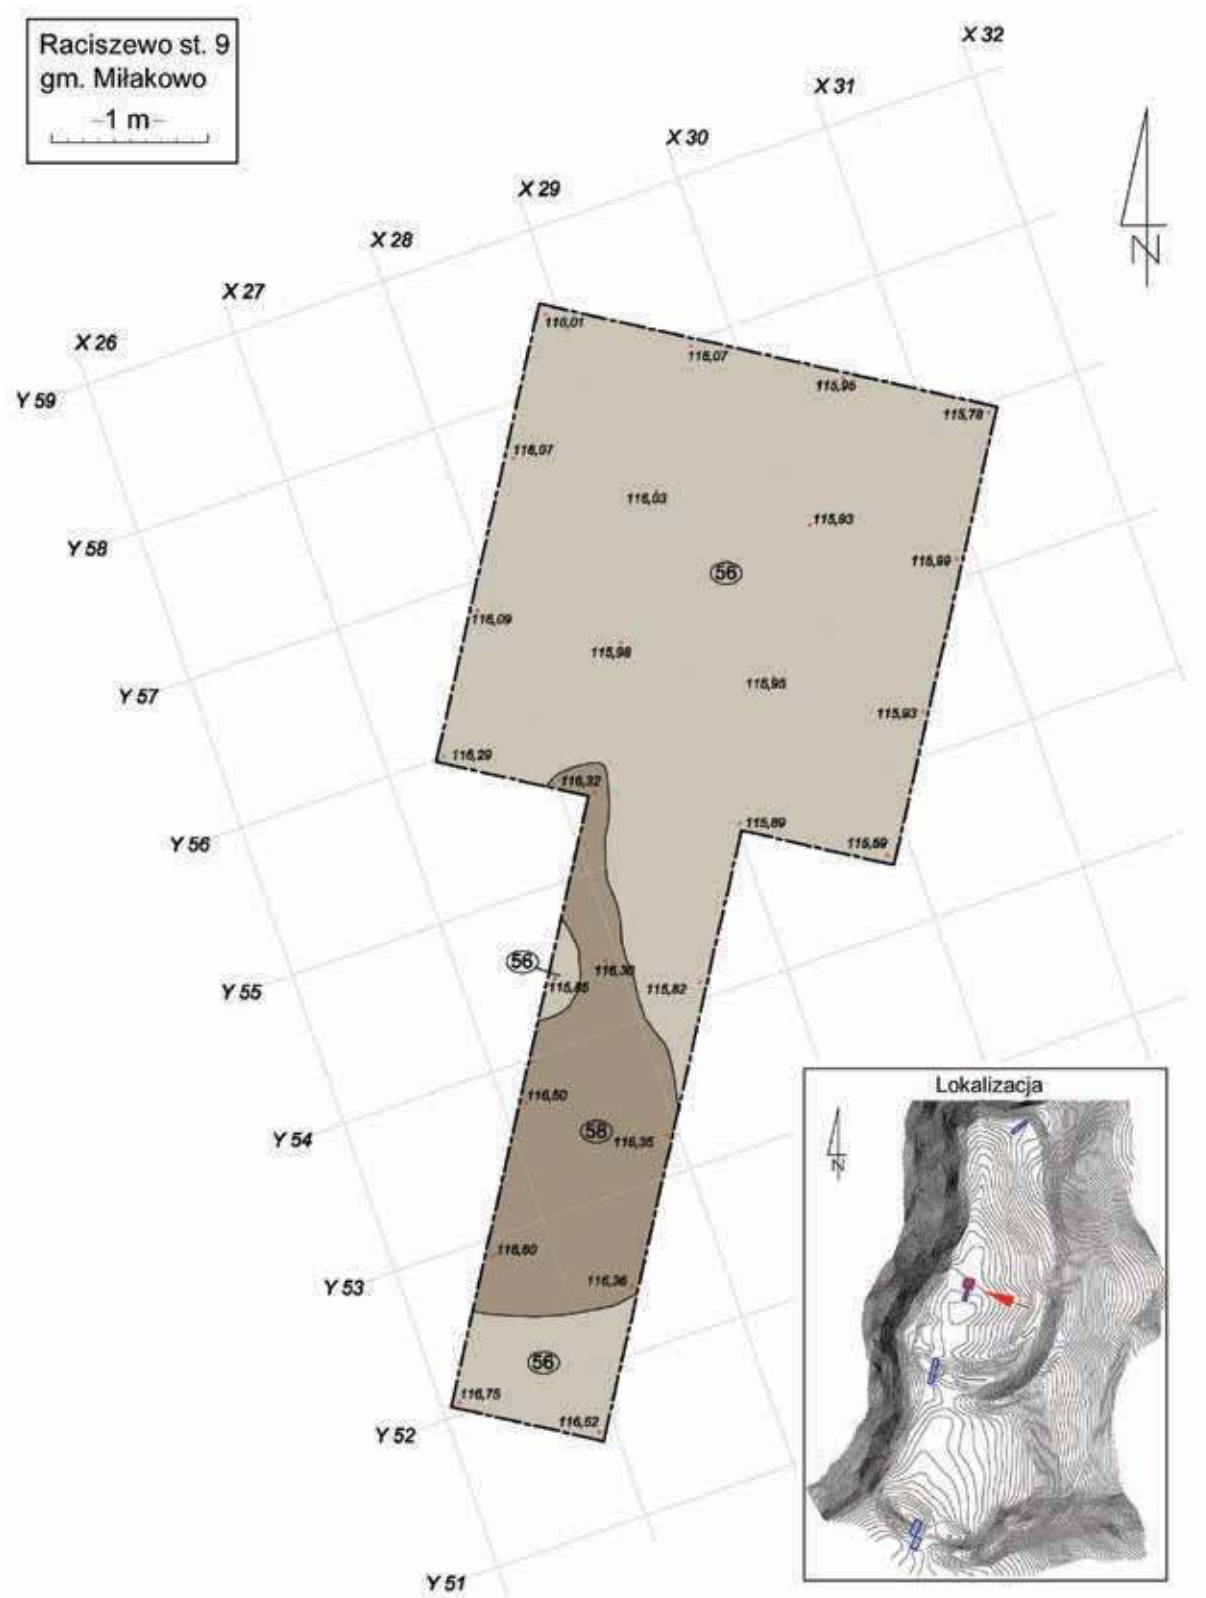 Raciszewo st. 9
gm. Miłakowo
1 m
X 32
X 31
X 30
X 29
X 28
X 27
X 26
Y 59
Y 58
Y 57
Y 56
Y 55
Y 54
Y 53
Y 52
Y 51
N
116,01
116,07
115,95
115,78
116,07
116,03
115,93
115,99
56
116,09
115,98
115,95
115,93
116,29
116,32
115,89
115,59
56
116,30
115,85
115,82
116,50
58
116,35
116,60
116,36
56
116,75
116,52
Lokalizacja
N